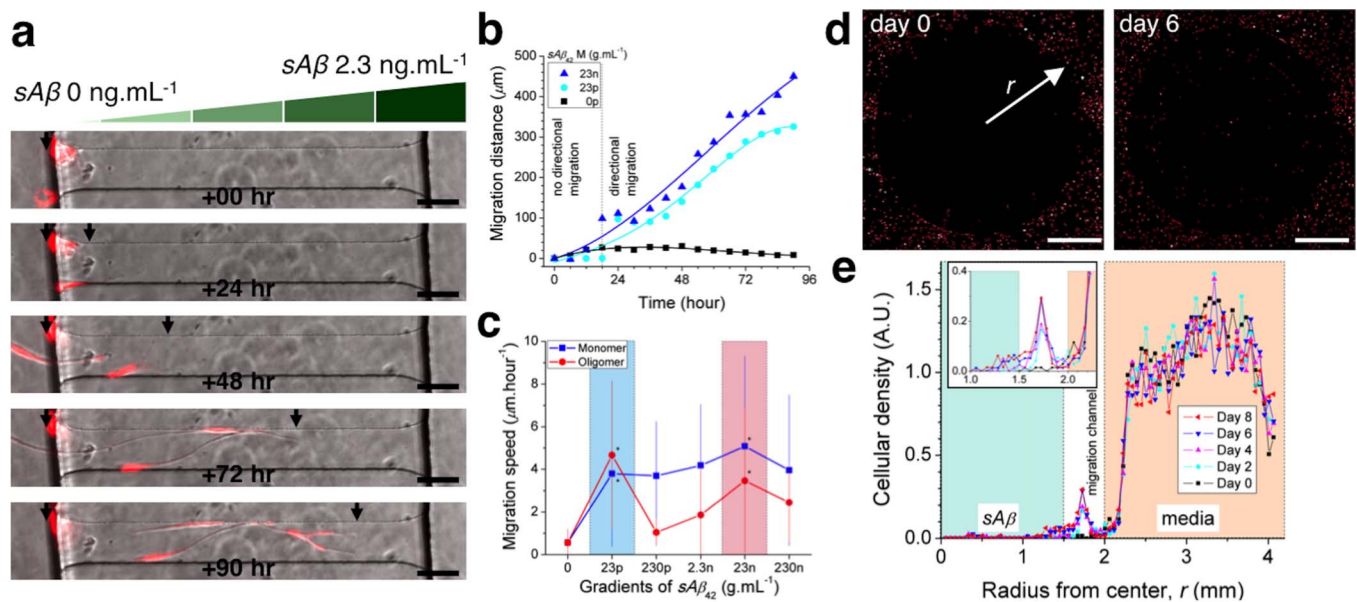 a
sAβ 0 ng.mL-1
sAβ 2.3 ng.mL-1
+00 hr
+24 hr
+48 hr
+72 hr
+90 hr
b
Migration distance (μm)
500
400
300
200
100
0
-100
sAβ42 M (g.mL-1)
23n
23p
0p
no directional
migration
directional
migration
0 24 48 72 96
Time (hour)
c
Migration speed (μm.hour-1)
10
8
6
4
2
0
Monomer
Oligomer
* * * *
0 23p 230p 2.3n 23n 230n
Gradients of sAβ42 (g.mL-1)
d
day 0
r
day 6
e
Cellular density (A.U.)
1.5
1.0
0.5
0.0
0.4
0.2
0.0
1.0 1.5 2.0
migration channel
Day 8
Day 6
Day 4
Day 2
Day 0
sAβ
media
0 1 2 3 4
Radius from center, r (mm)